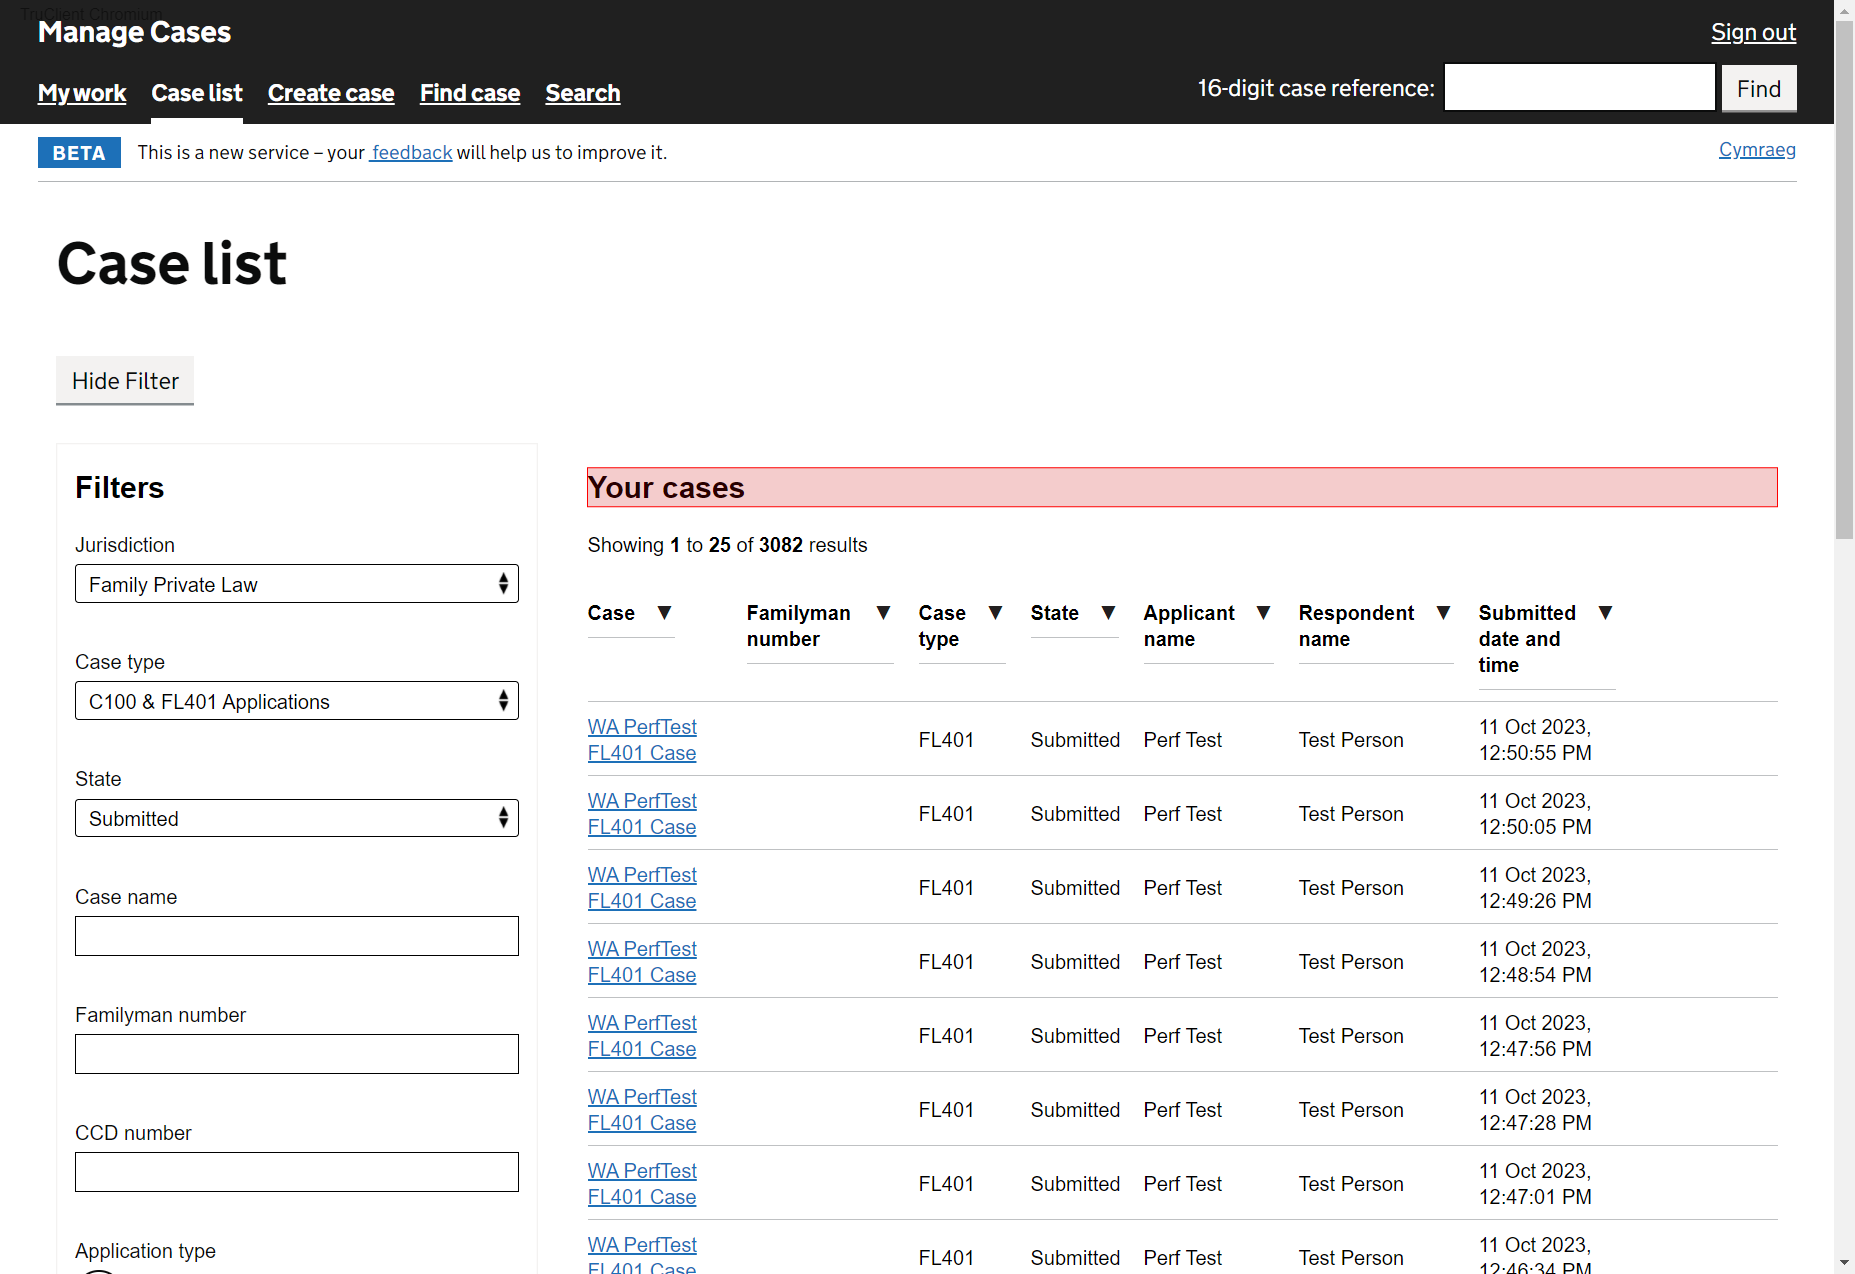 TruClient Chromium
Manage Cases
Sign out
My work Case list Create case Find case Search
16-digit case reference: Find
BETA This is a new service – your feedback will help us to improve it.
Cymraeg
Case list
Hide Filter
Filters
Jurisdiction
Family Private Law
Case type
C100 & FL401 Applications
State
Submitted
Case name
Familyman number
CCD number
Application type
Your cases
Showing 1 to 25 of 3082 results
Case ▼ Familyman number ▼ Case type ▼ State ▼ Applicant name ▼ Respondent name ▼ Submitted date and time ▼
WA PerfTest FL401 Case FL401 Submitted Perf Test Test Person 11 Oct 2023, 12:50:55 PM
WA PerfTest FL401 Case FL401 Submitted Perf Test Test Person 11 Oct 2023, 12:50:05 PM
WA PerfTest FL401 Case FL401 Submitted Perf Test Test Person 11 Oct 2023, 12:49:26 PM
WA PerfTest FL401 Case FL401 Submitted Perf Test Test Person 11 Oct 2023, 12:48:54 PM
WA PerfTest FL401 Case FL401 Submitted Perf Test Test Person 11 Oct 2023, 12:47:56 PM
WA PerfTest FL401 Case FL401 Submitted Perf Test Test Person 11 Oct 2023, 12:47:28 PM
WA PerfTest FL401 Case FL401 Submitted Perf Test Test Person 11 Oct 2023, 12:47:01 PM
WA PerfTest FL401 Case FL401 Submitted Perf Test Test Person 11 Oct 2023, 12:46:34 PM